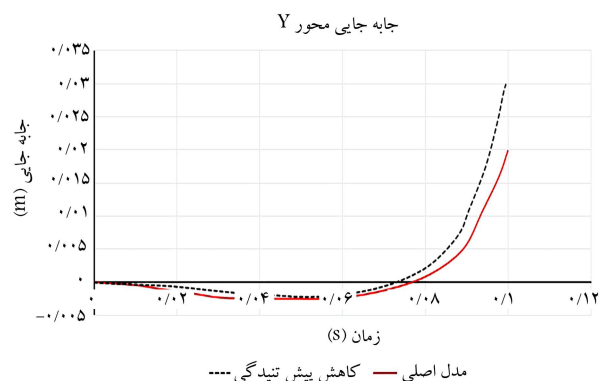 جابه جایی محور Y
۰/۰۳۵
۰/۰۳
۰/۰۲۵
۰/۰۲
۰/۰۱۵
۰/۰۱
۰/۰۰۵
۰
−۰/۰۰۵
جابه جایی (m)
۰ ۰/۰۲ ۰/۰۴ ۰/۰۶ ۰/۰۸ ۰/۱ ۰/۱۲
زمان (s)
مدل اصلی کاهش پیش تنیدگی